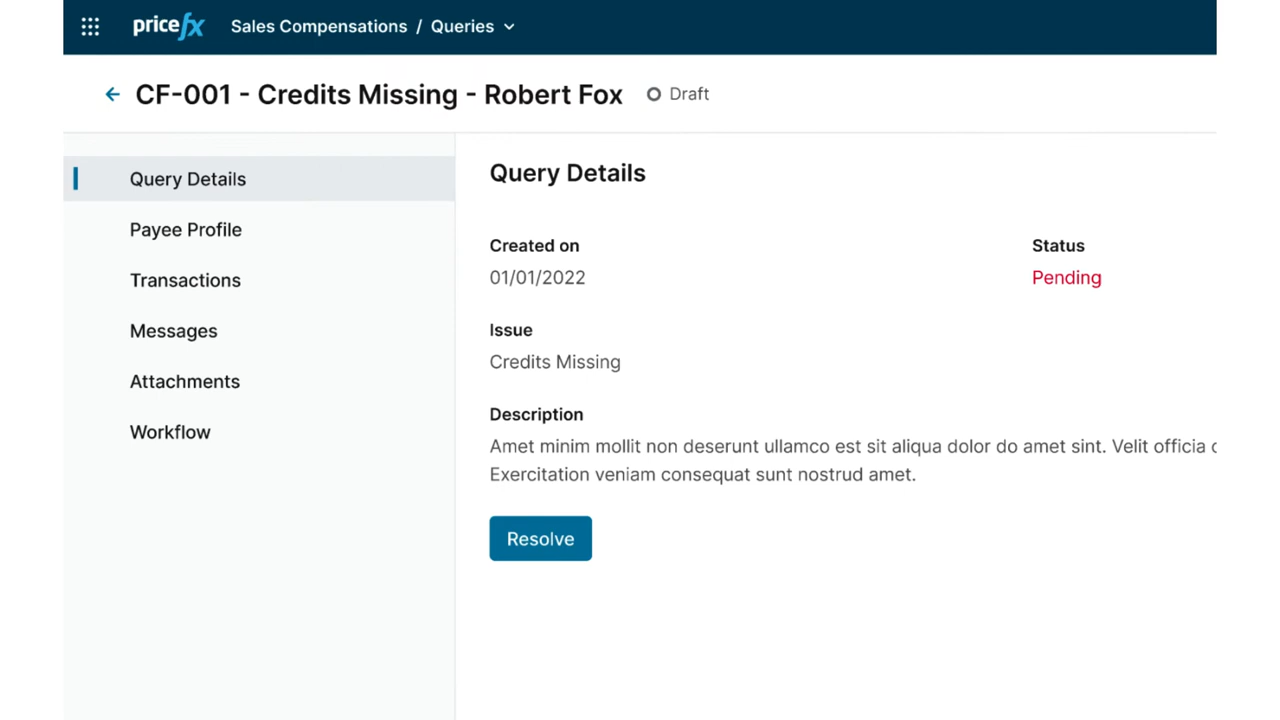 pricefx Sales Compensations / Queries
CF-001 - Credits Missing - Robert Fox Draft
Query Details
Payee Profile
Transactions
Messages
Attachments
Workflow
Query Details
Created on
01/01/2022
Status
Pending
Issue
Credits Missing
Description
Amet minim mollit non deserunt ullamco est sit aliqua dolor do amet sint. Velit officia
Exercitation veniam consequat sunt nostrud amet.
Resolve